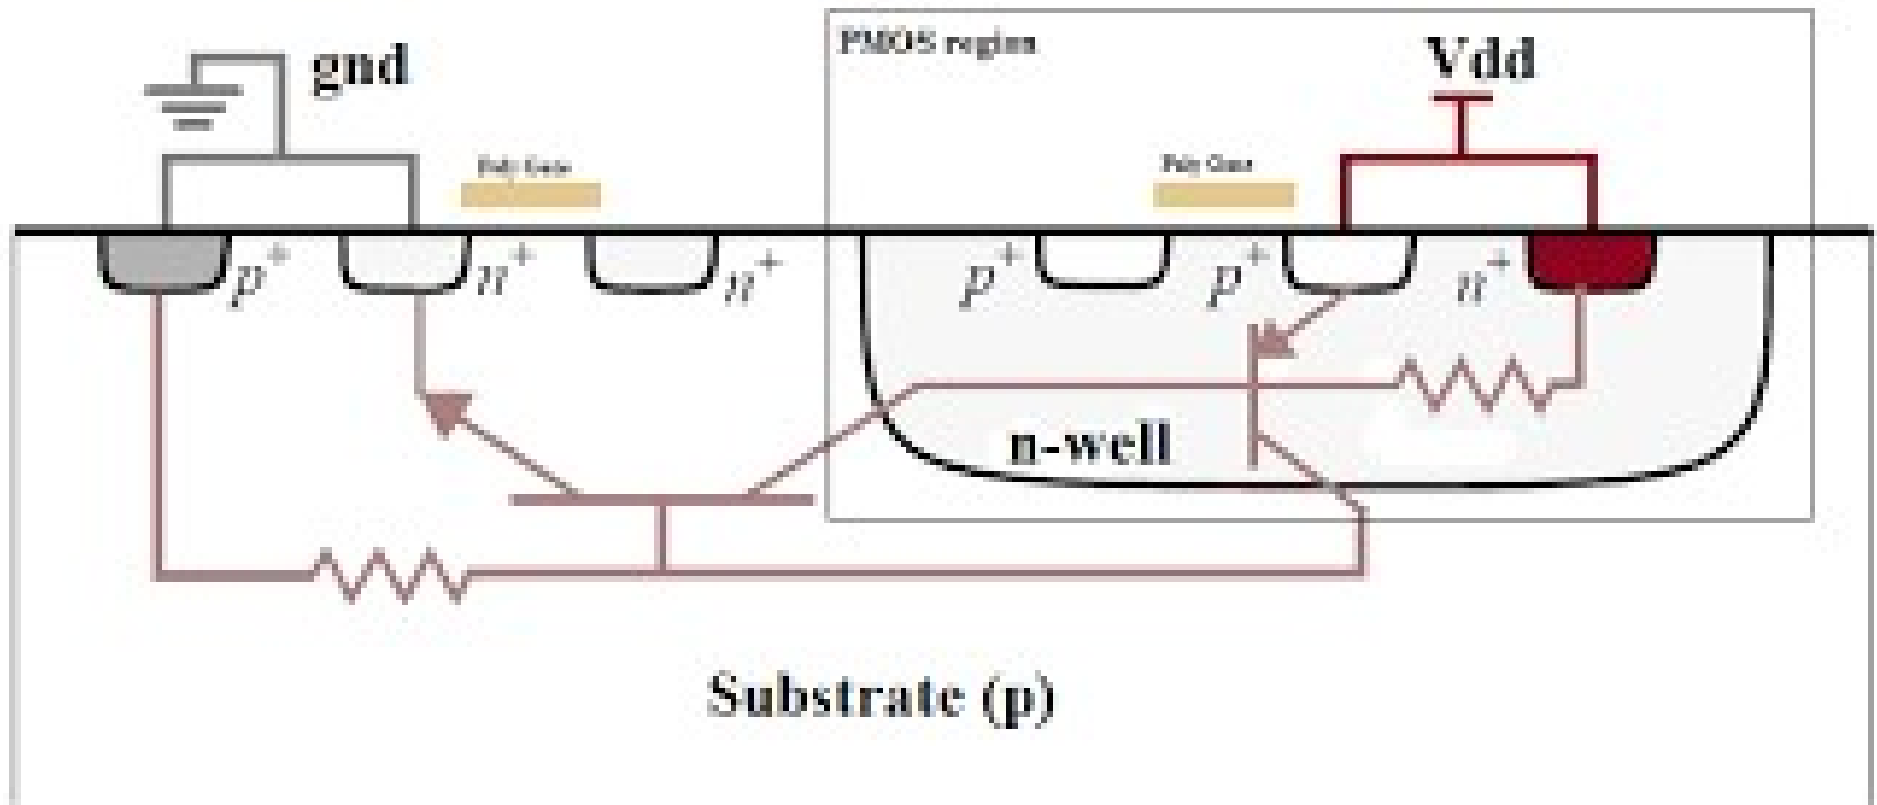 PMOS region
gnd
Vdd
Poly Gate
Poly Gate
p+
n+
n+
p+
p+
n+
n-well
Substrate (p)